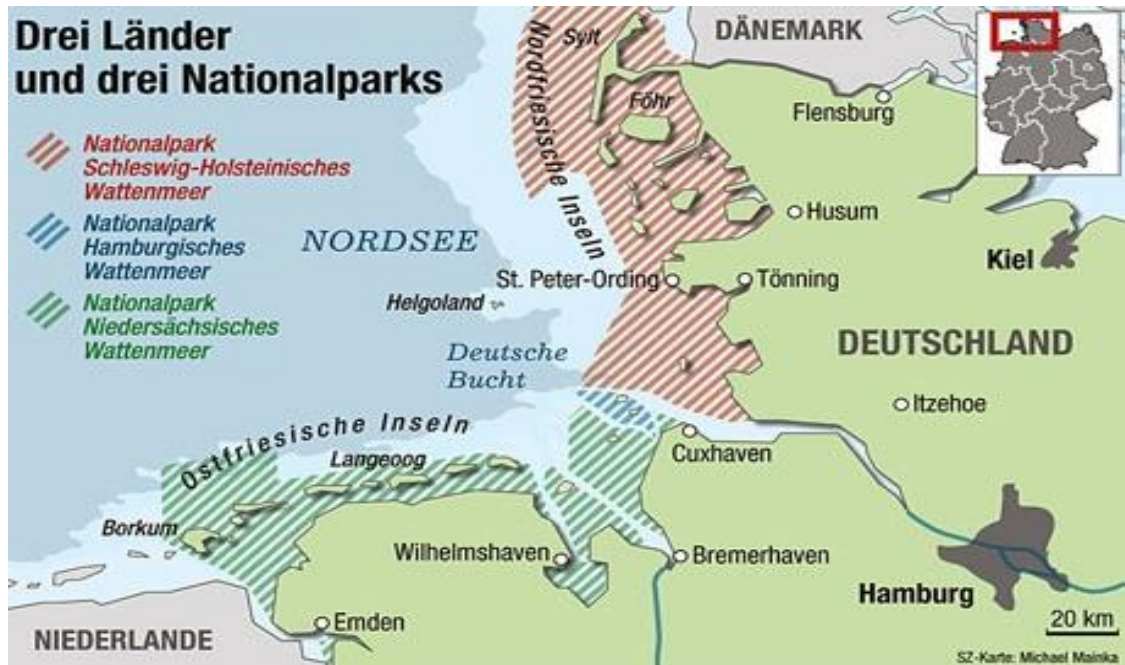 Drei Länder
und drei Nationalparks
Nationalpark
Schleswig-Holsteinisches
Wattenmeer
Nationalpark
Hamburgisches
Wattenmeer
Nationalpark
Niedersächsisches
Wattenmeer
DÄNEMARK
Sylt
Föhr
Nordfriesische Inseln
Flensburg
Husum
NORDSEE
Kiel
St. Peter-Ording
Tönning
Helgoland
DEUTSCHLAND
Deutsche
Bucht
Itzehoe
Ostfriesische Inseln
Cuxhaven
Langeoog
Borkum
Wilhelmshaven
Bremerhaven
Hamburg
Emden
20 km
NIEDERLANDE
SZ-Karte: Michael Mainka